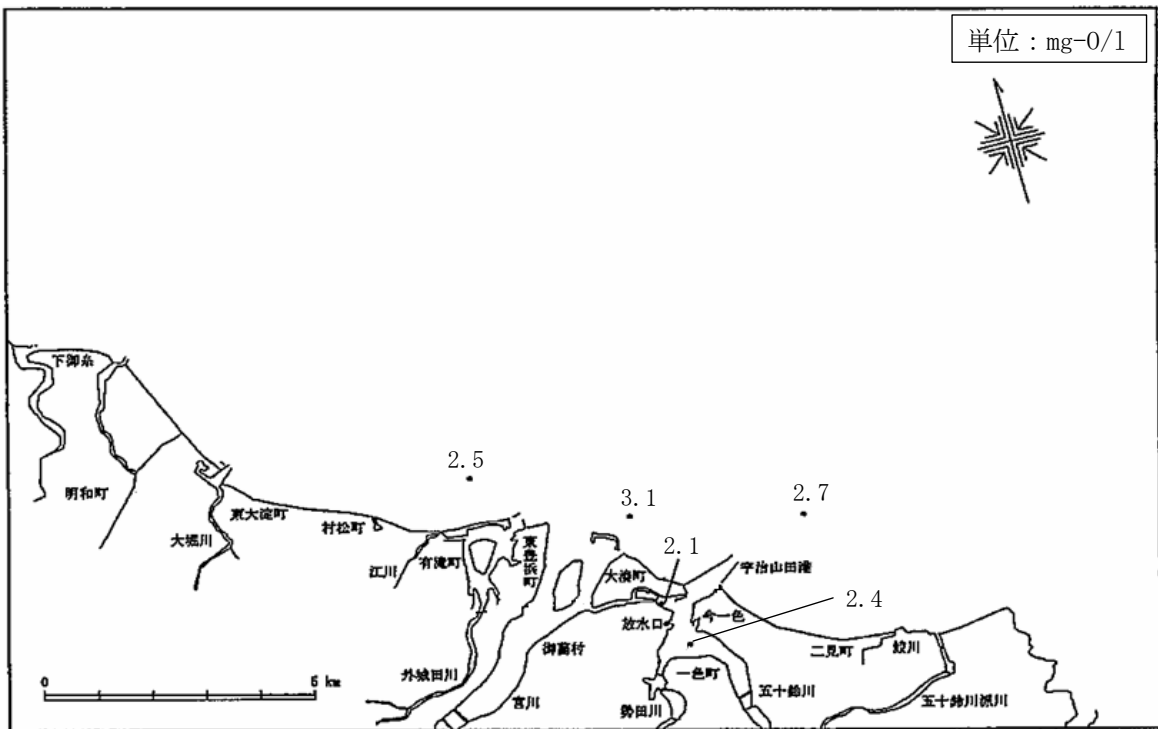 単位：mg-O/l
下御糸
明和町
東大淀町
大堀川
村松町
江川
有滝町
東豊浜町
2.5
3.1
2.7
2.1
2.4
大湊町
宇治山田港
今一色
放水口
御薗村
二見町
一色町
五十鈴川
五十鈴川派川
外城田川
宮川
勢田川
0
5 km